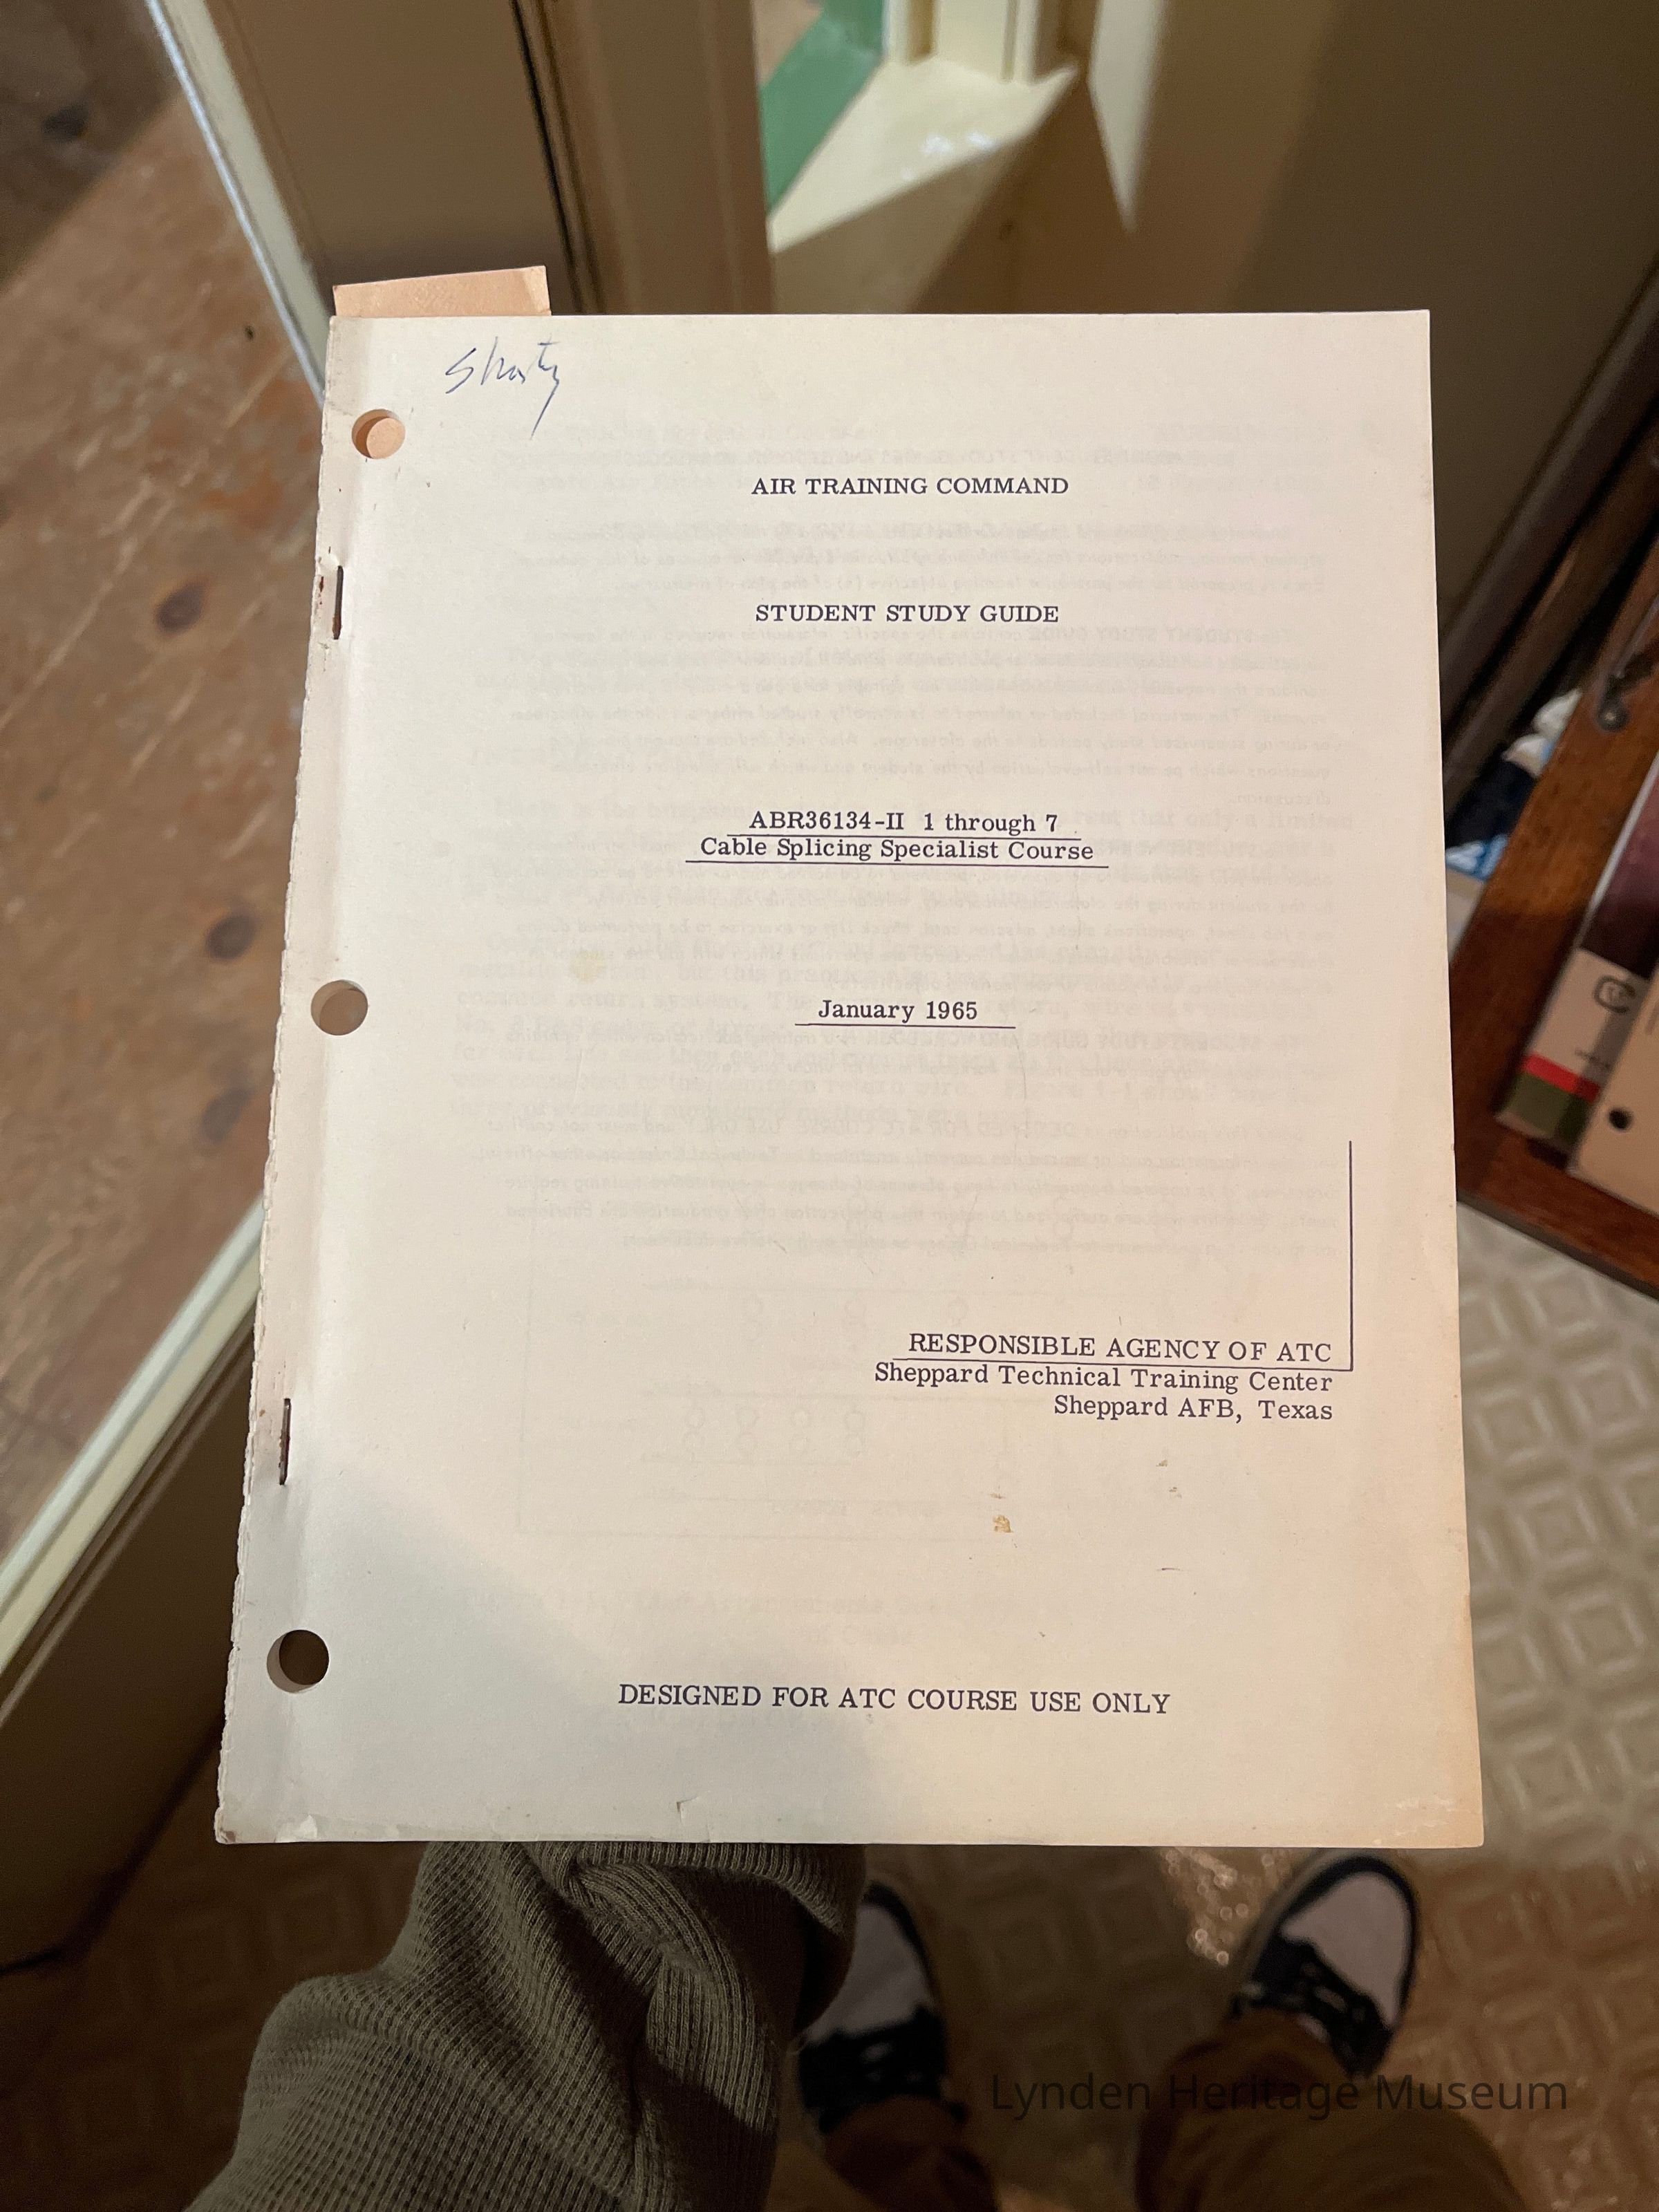 Shorty
AIR TRAINING COMMAND
STUDENT STUDY GUIDE
ABR36134-II 1 through 7
Cable Splicing Specialist Course
January 1965
RESPONSIBLE AGENCY OF ATC
Sheppard Technical Training Center
Sheppard AFB, Texas
DESIGNED FOR ATC COURSE USE ONLY
Lynden Heritage Museum